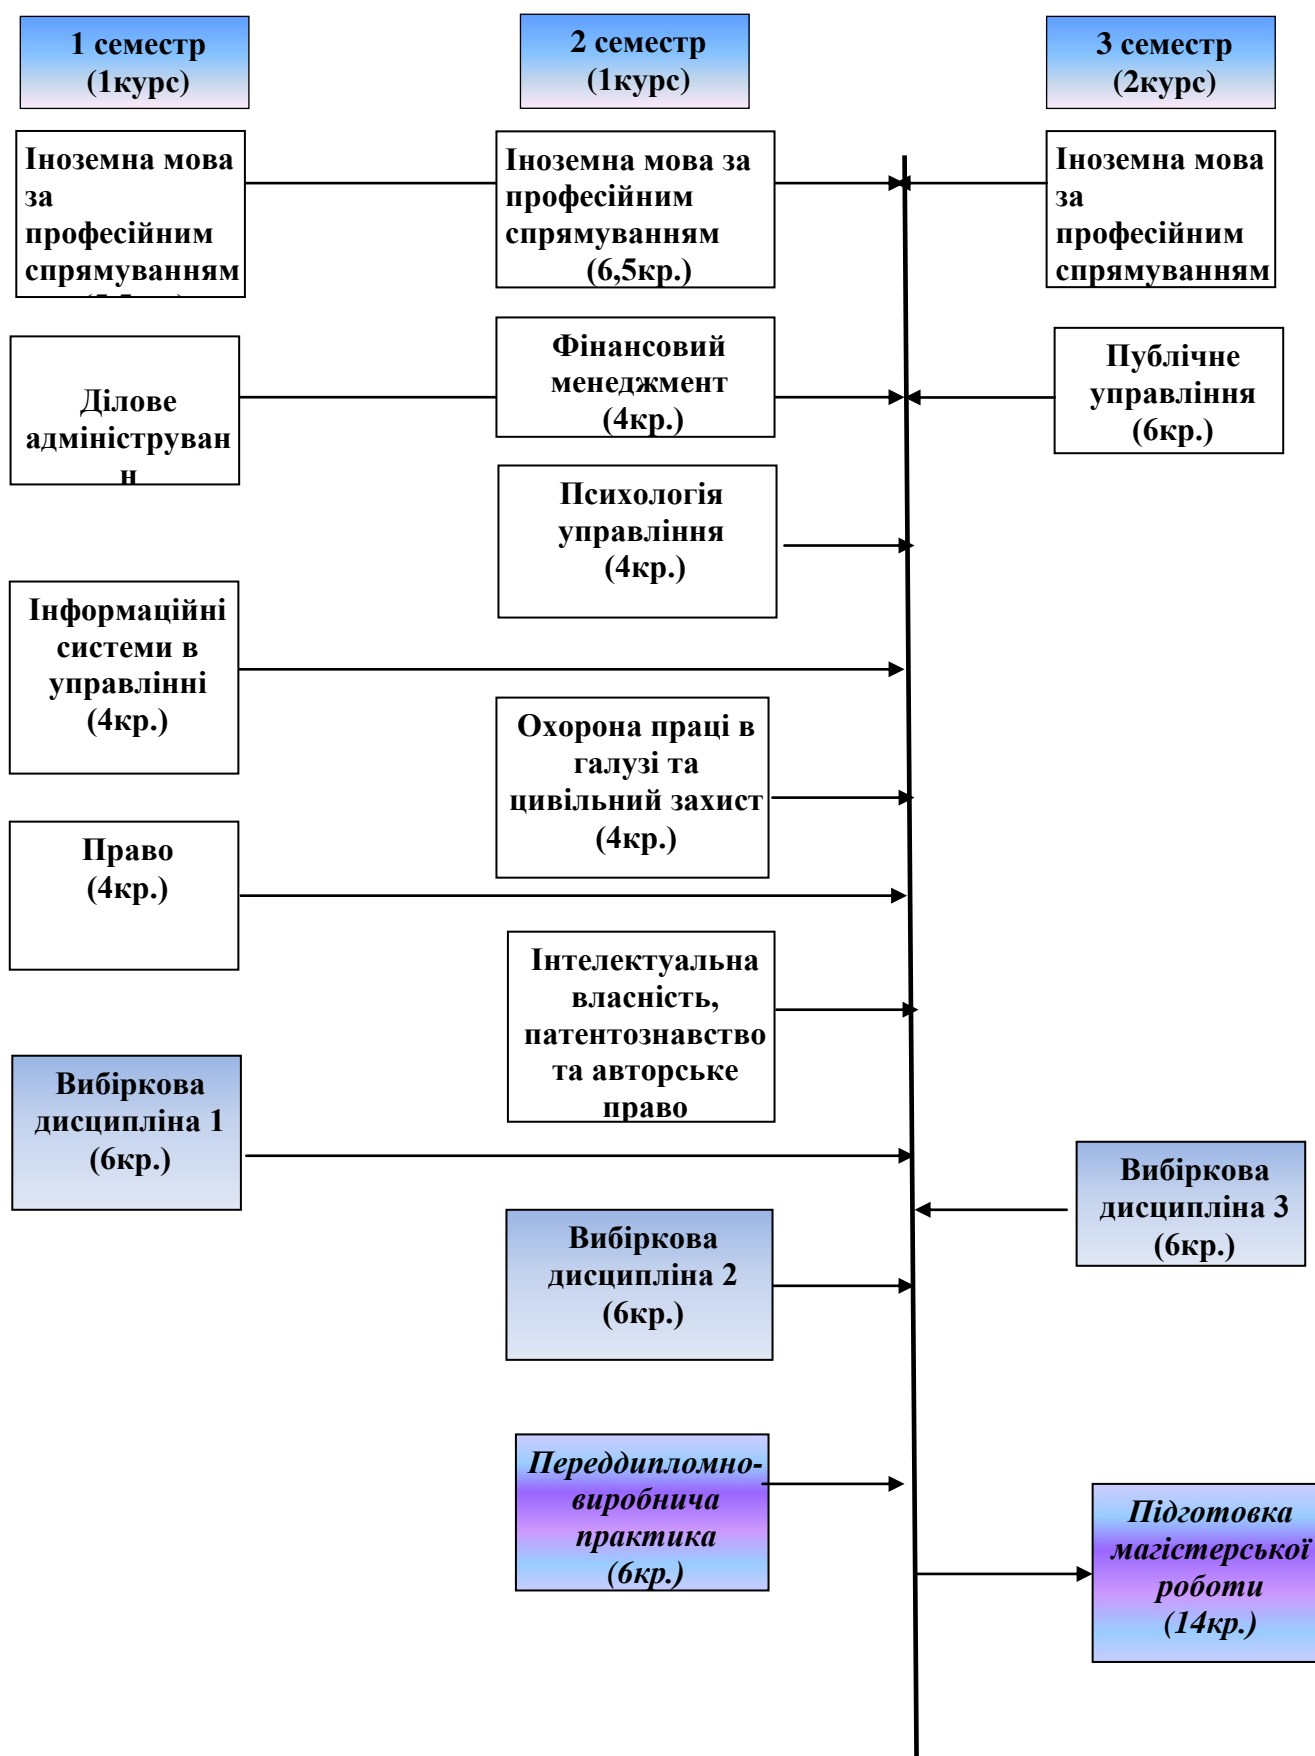 1 семестр
(1курс)
2 семестр
(1курс)
3 семестр
(2курс)
Іноземна мова
за
професійним
спрямуванням
Іноземна мова за
професійним
спрямуванням
(6,5кр.)
Іноземна мова
за
професійним
спрямуванням
Ділове
адмініструван
н
Фінансовий
менеджмент
(4кр.)
Публічне
управління
(6кр.)
Психологія
управління
(4кр.)
Інформаційні
системи в
управлінні
(4кр.)
Охорона праці в
галузі та
цивільний захист
(4кр.)
Право
(4кр.)
Інтелектуальна
власність,
патентознавство
та авторське
право
Вибіркова
дисципліна 1
(6кр.)
Вибіркова
дисципліна 3
(6кр.)
Вибіркова
дисципліна 2
(6кр.)
Переддипломно-
виробнича
практика
(6кр.)
Підготовка
магістерської
роботи
(14кр.)